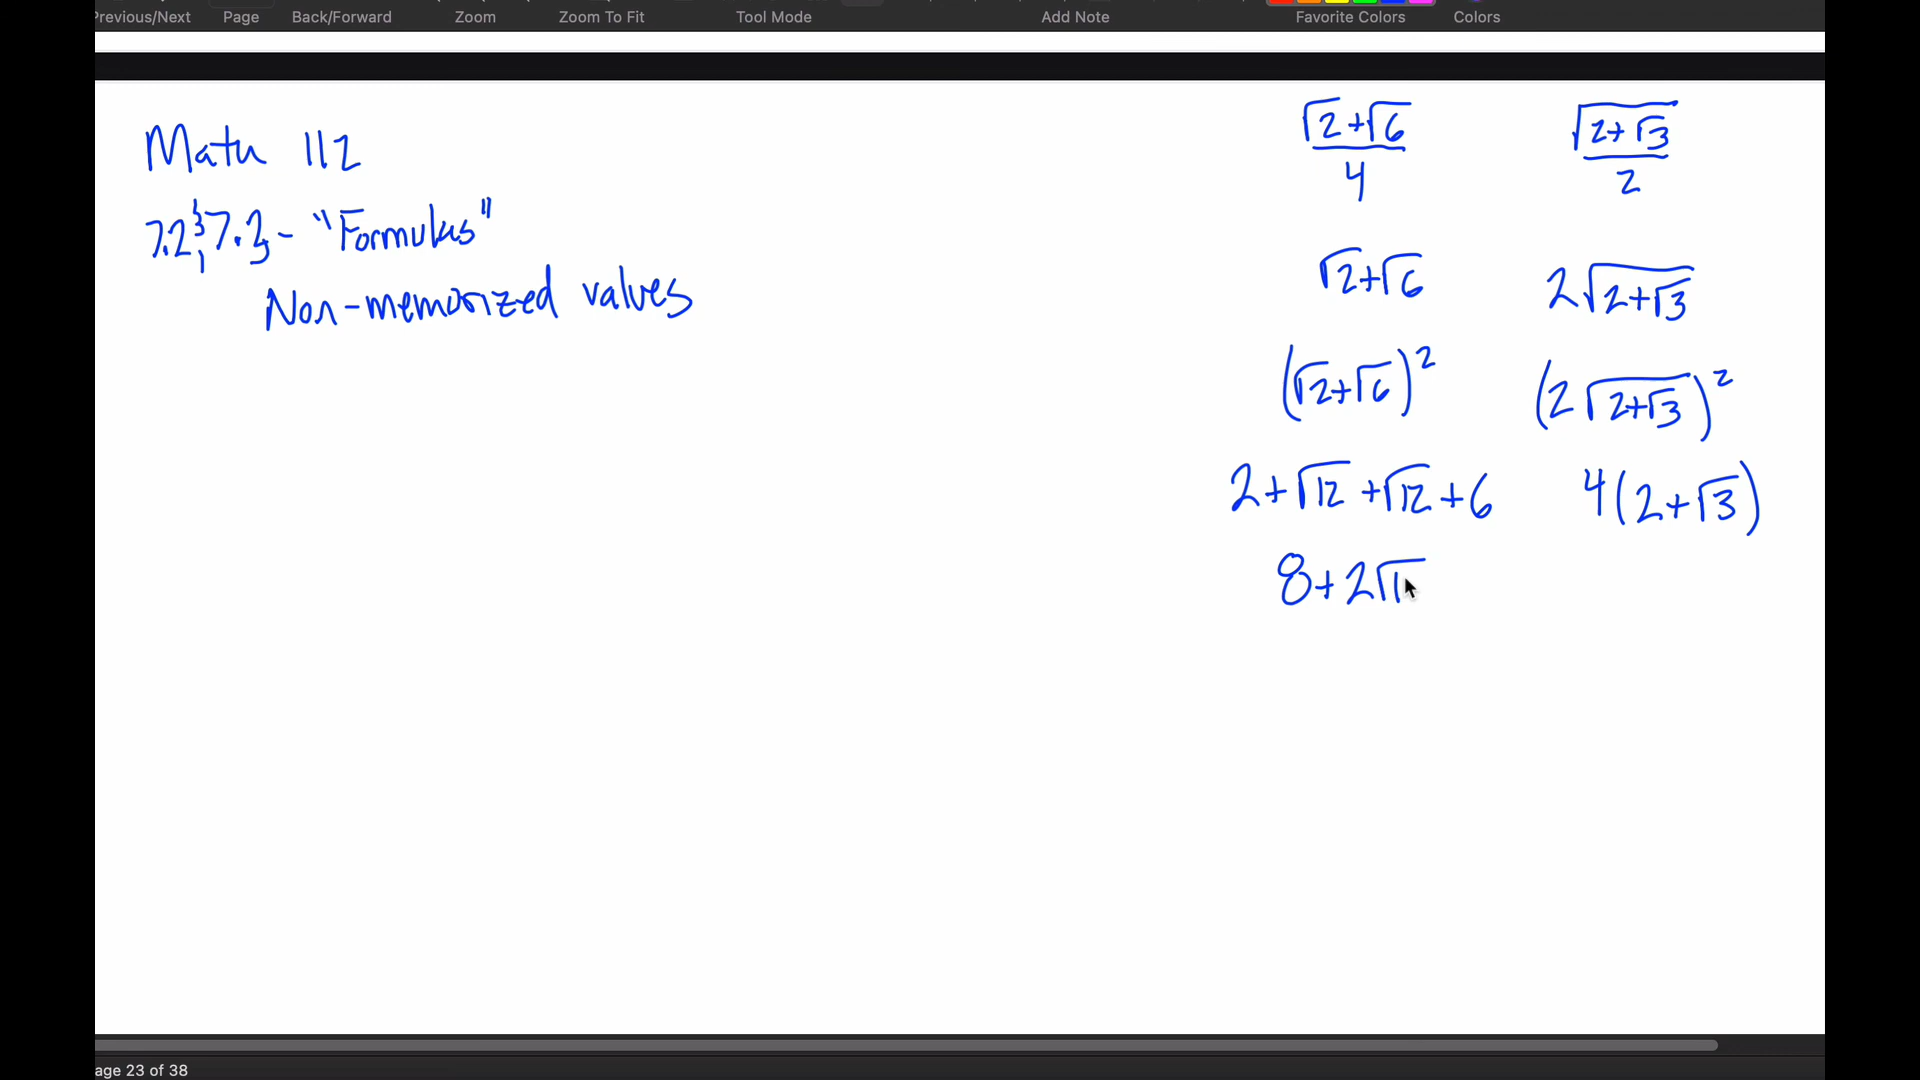 Previous/Next Page Back/Forward Zoom Zoom To Fit Tool Mode Add Note Favorite Colors Colors
Math 112
7.2 & 7.3 - "Formulas"
Non-memorized values
(√2+√6)/4 √(2+√3)/2
√2+√6 2√(2+√3)
(√2+√6)² (2√(2+√3))²
2+√12+√12+6 4(2+√3)
8+2√1
age 23 of 38